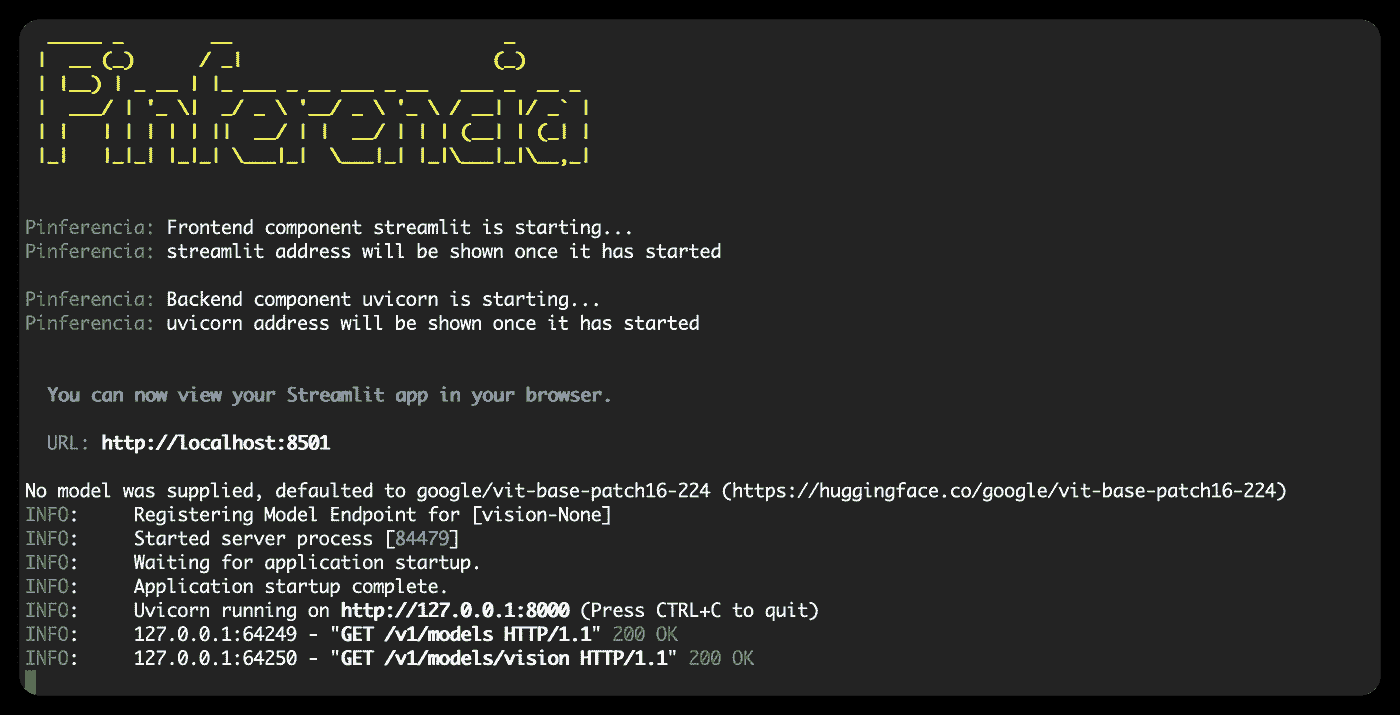 Pinferencia
Pinferencia: Frontend component streamlit is starting...
Pinferencia: streamlit address will be shown once it has started
Pinferencia: Backend component uvicorn is starting...
Pinferencia: uvicorn address will be shown once it has started
You can now view your Streamlit app in your browser.
URL: http://localhost:8501
No model was supplied, defaulted to google/vit-base-patch16-224 (https://huggingface.co/google/vit-base-patch16-224)
INFO: Registering Model Endpoint for [vision-None]
INFO: Started server process [84479]
INFO: Waiting for application startup.
INFO: Application startup complete.
INFO: Uvicorn running on http://127.0.0.1:8000 (Press CTRL+C to quit)
INFO: 127.0.0.1:64249 - "GET /v1/models HTTP/1.1" 200 OK
INFO: 127.0.0.1:64250 - "GET /v1/models/vision HTTP/1.1" 200 OK